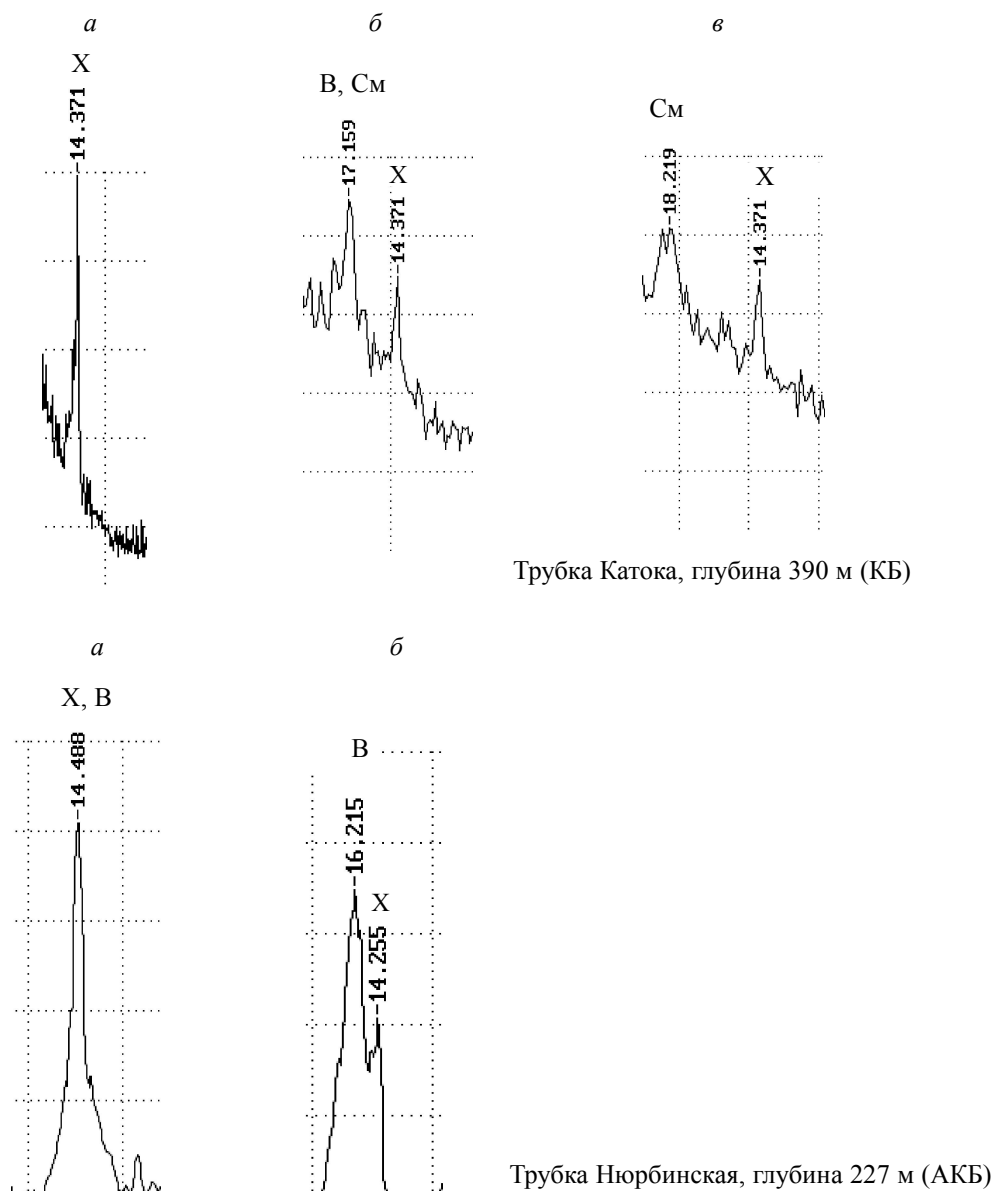 а б в
Х
14.371
В, См
17.159
Х
14.371
См
18.219
Х
14.371
Трубка Катока, глубина 390 м (КБ)
а б
Х, В
14.488
В
16.215
Х
14.255
Трубка Нюрбинская, глубина 227 м (АКБ)